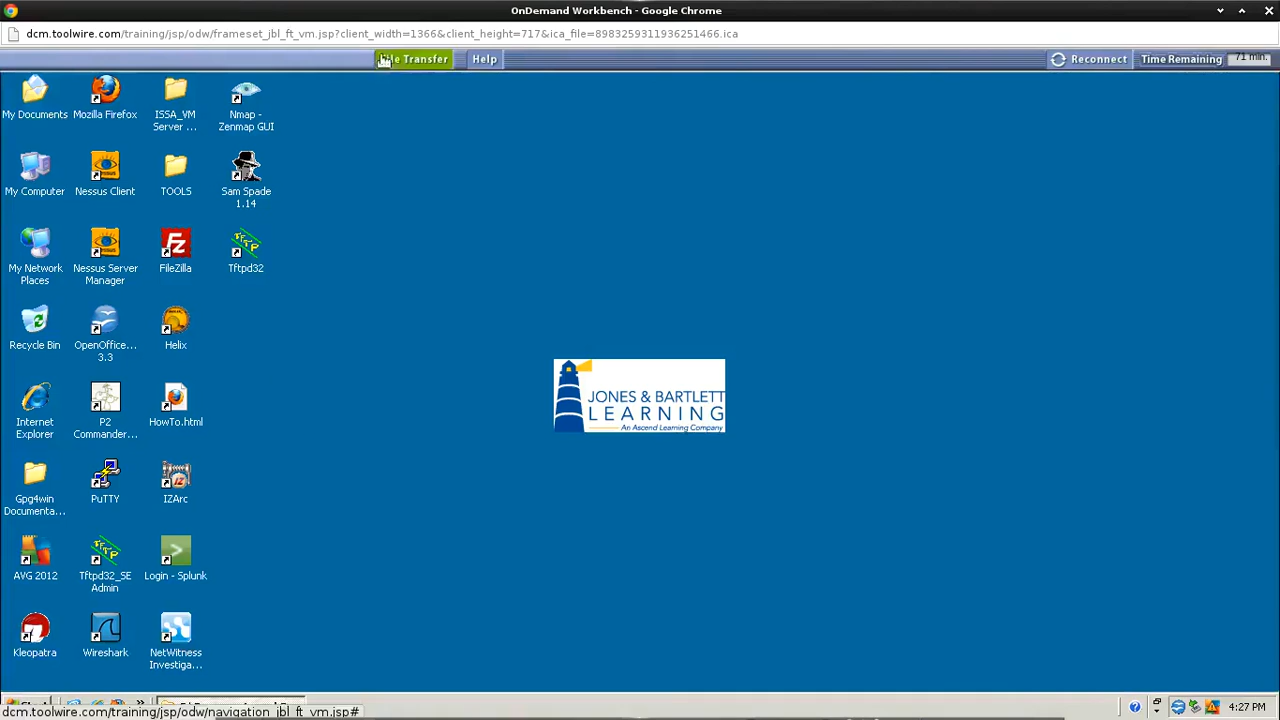 OnDemand Workbench - Google Chrome
dcm.toolwire.com/training/jsp/odw/frameset_jbl_ft_vm.jsp?client_width=1366&client_height=717&ica_file=8983259311936251466.ica
Transfer
Help
Reconnect
Time Remaining
71 min.
My Documents
Mozilla Firefox
ISSA_VM
Server ...
Nmap -
Zenmap GUI
My Computer
Nessus Client
TOOLS
Sam Spade
1.14
My Network
Places
Nessus Server
Manager
FileZilla
Tftpd32
Recycle Bin
OpenOffice....
3.3
Helix
JONES & BARTLETT
LEARNING
An Ascend Learning Company
Internet
Explorer
P2
Commander...
HowTo.html
Gpg4win
Documenta...
PuTTY
IZArc
AVG 2012
Tftpd32_SE
Admin
Login - Splunk
Kleopatra
Wireshark
NetWitness
Investiga...
dcm.toolwire.com/training/jsp/odw/navigation_jbl_ft_vm.jsp#
4:27 PM